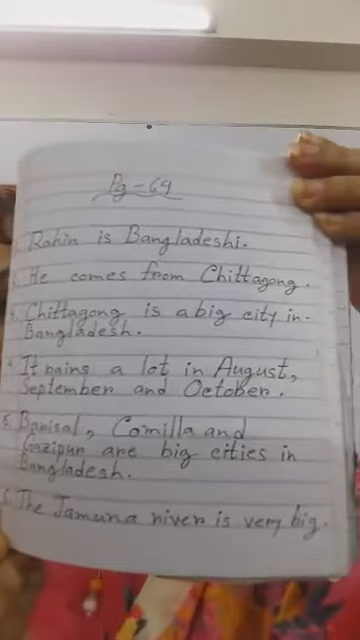 Pg-69
1. Rahin is Bangladeshi.
2. He comes from Chittagong.
3. Chittagong is a big city in-
Bangladesh.
4. It rains a lot in August,
September and October.
5. Barisal, Comilla and
Gazipur are big cities in
Bangladesh.
6. The Jamuna river is very big.